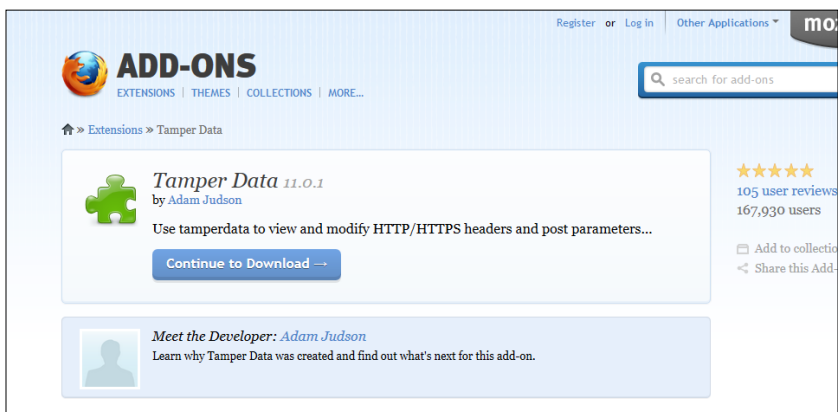 Register or Log in Other Applications
ADD-ONS
EXTENSIONS | THEMES | COLLECTIONS | MORE...
search for add-ons
» Extensions » Tamper Data
Tamper Data 11.0.1
by Adam Judson
Use tamperdata to view and modify HTTP/HTTPS headers and post parameters...
Continue to Download →
105 user reviews
167,930 users
Add to collectio
Share this Add-
Meet the Developer: Adam Judson
Learn why Tamper Data was created and find out what's next for this add-on.